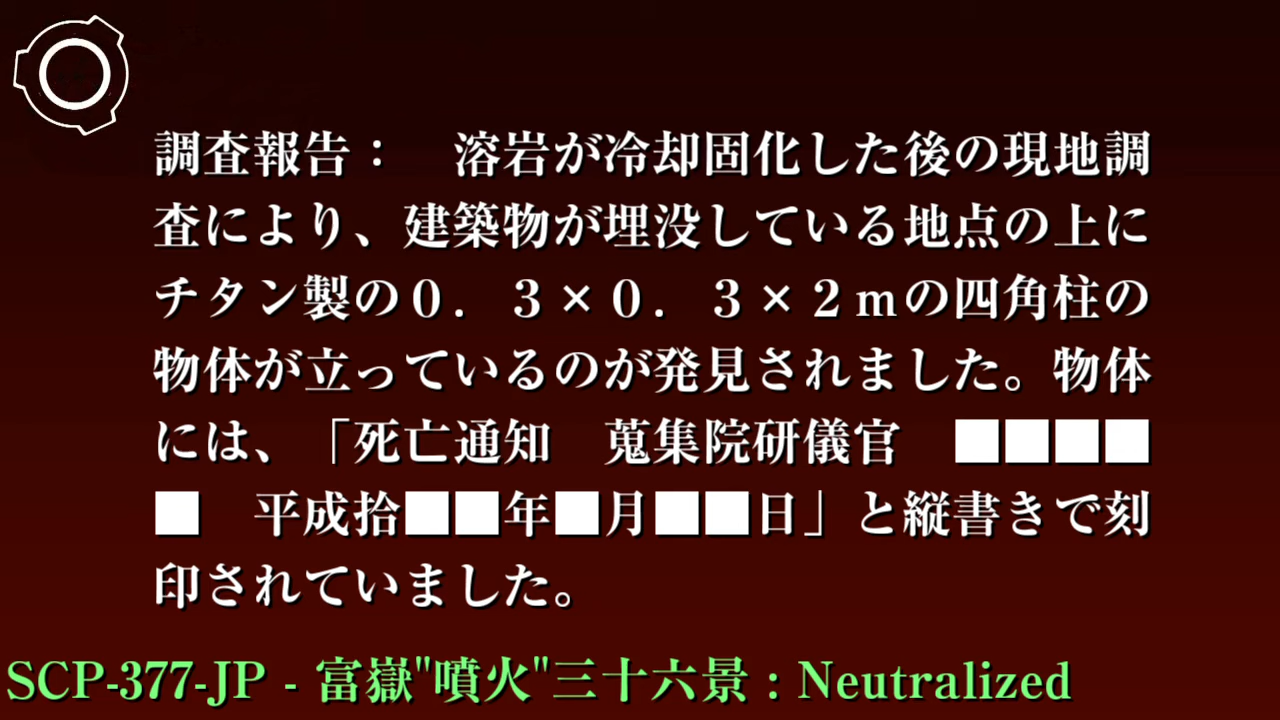 調査報告：　溶岩が冷却固化した後の現地調
査により、建築物が埋没している地点の上に
チタン製の０．３×０．３×２ｍの四角柱の
物体が立っているのが発見されました。物体
には、「死亡通知　蒐集院研儀官　■■■■
■　平成拾■■年■月■■日」と縦書きで刻
印されていました。
SCP-377-JP - 富嶽"噴火"三十六景 : Neutralized